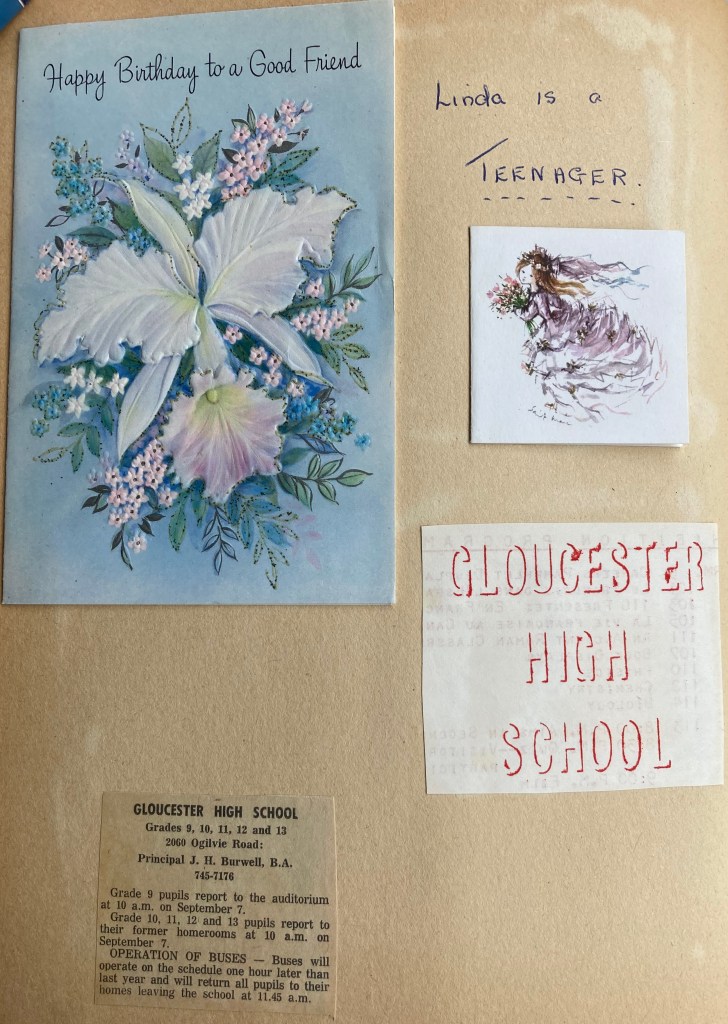 Happy Birthday to a Good Friend
Linda is a
TEENAGER.
GLOUCESTER
HIGH
SCHOOL
GLOUCESTER HIGH SCHOOL
Grades 9, 10, 11, 12 and 13
2060 Ogilvie Road:
Principal J. H. Burwell, B.A.
745-7176
Grade 9 pupils report to the auditorium
at 10 a.m. on September 7.
Grade 10, 11, 12 and 13 pupils report to
their former homerooms at 10 a.m. on
September 7.
OPERATION OF BUSES — Buses will
operate on the schedule one hour later than
last year and will return all pupils to their
homes leaving the school at 11.45 a.m.